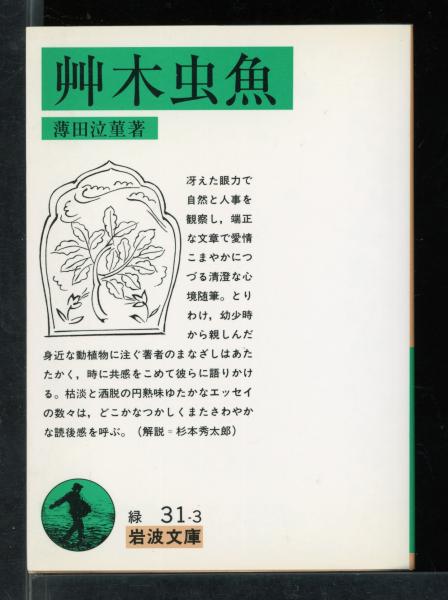 艸木虫魚
薄田泣菫著
冴えた眼力で
自然と人事を
観察し，端正
な文章で愛情
こまやかにつ
づる清澄な心
境随筆。とり
わけ，幼少時
から親しんだ
身近な動植物に注ぐ著者のまなざしはあた
たかく，時に共感をこめて彼らに語りかけ
る。枯淡と洒脱の円熟味ゆたかなエッセイ
の数々は，どこかなつかしくまたさわやか
な読後感を呼ぶ。（解説＝杉本秀太郎）
緑 31-3
岩波文庫